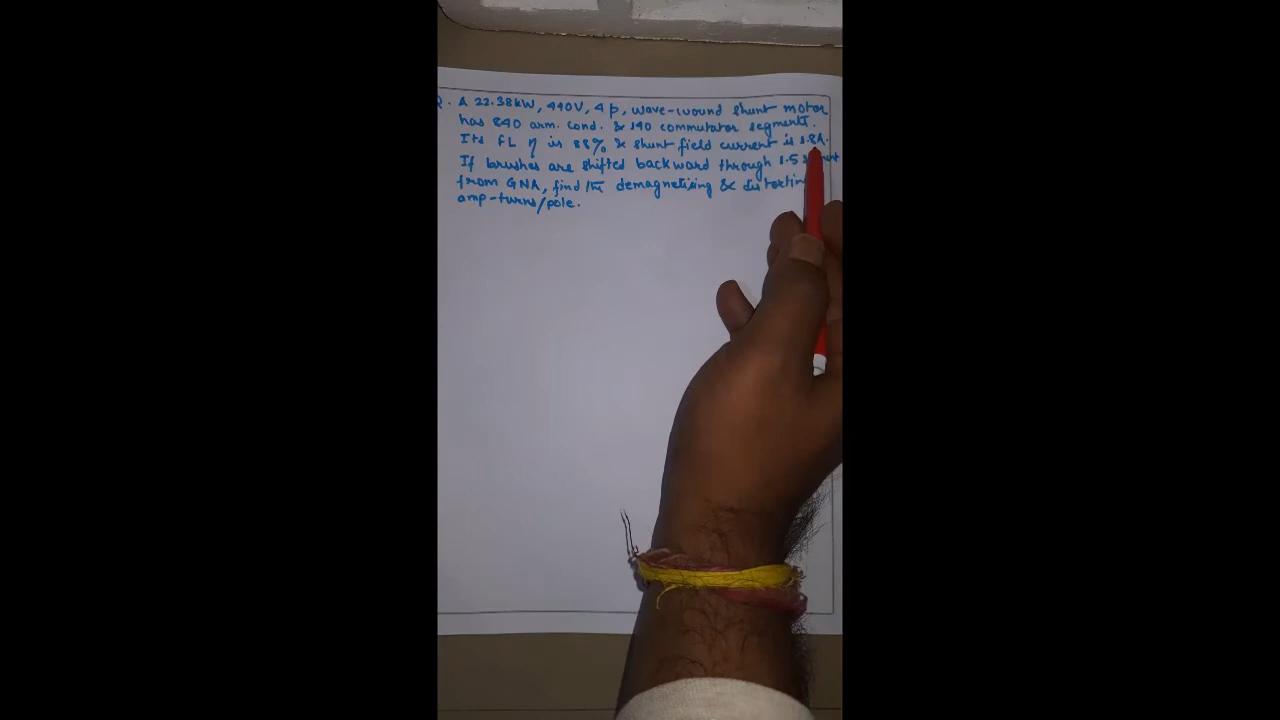 Q. A 22.38kW, 440V, 4 p, wave-wound shunt motor
has 840 arm. cond. & 140 commutator segments.
Its FL η is 88% & shunt field current is 1.8A.
If brushes are shifted backward through 1.5
from GNA, find the demagnetising & distorting
amp-turns/pole.